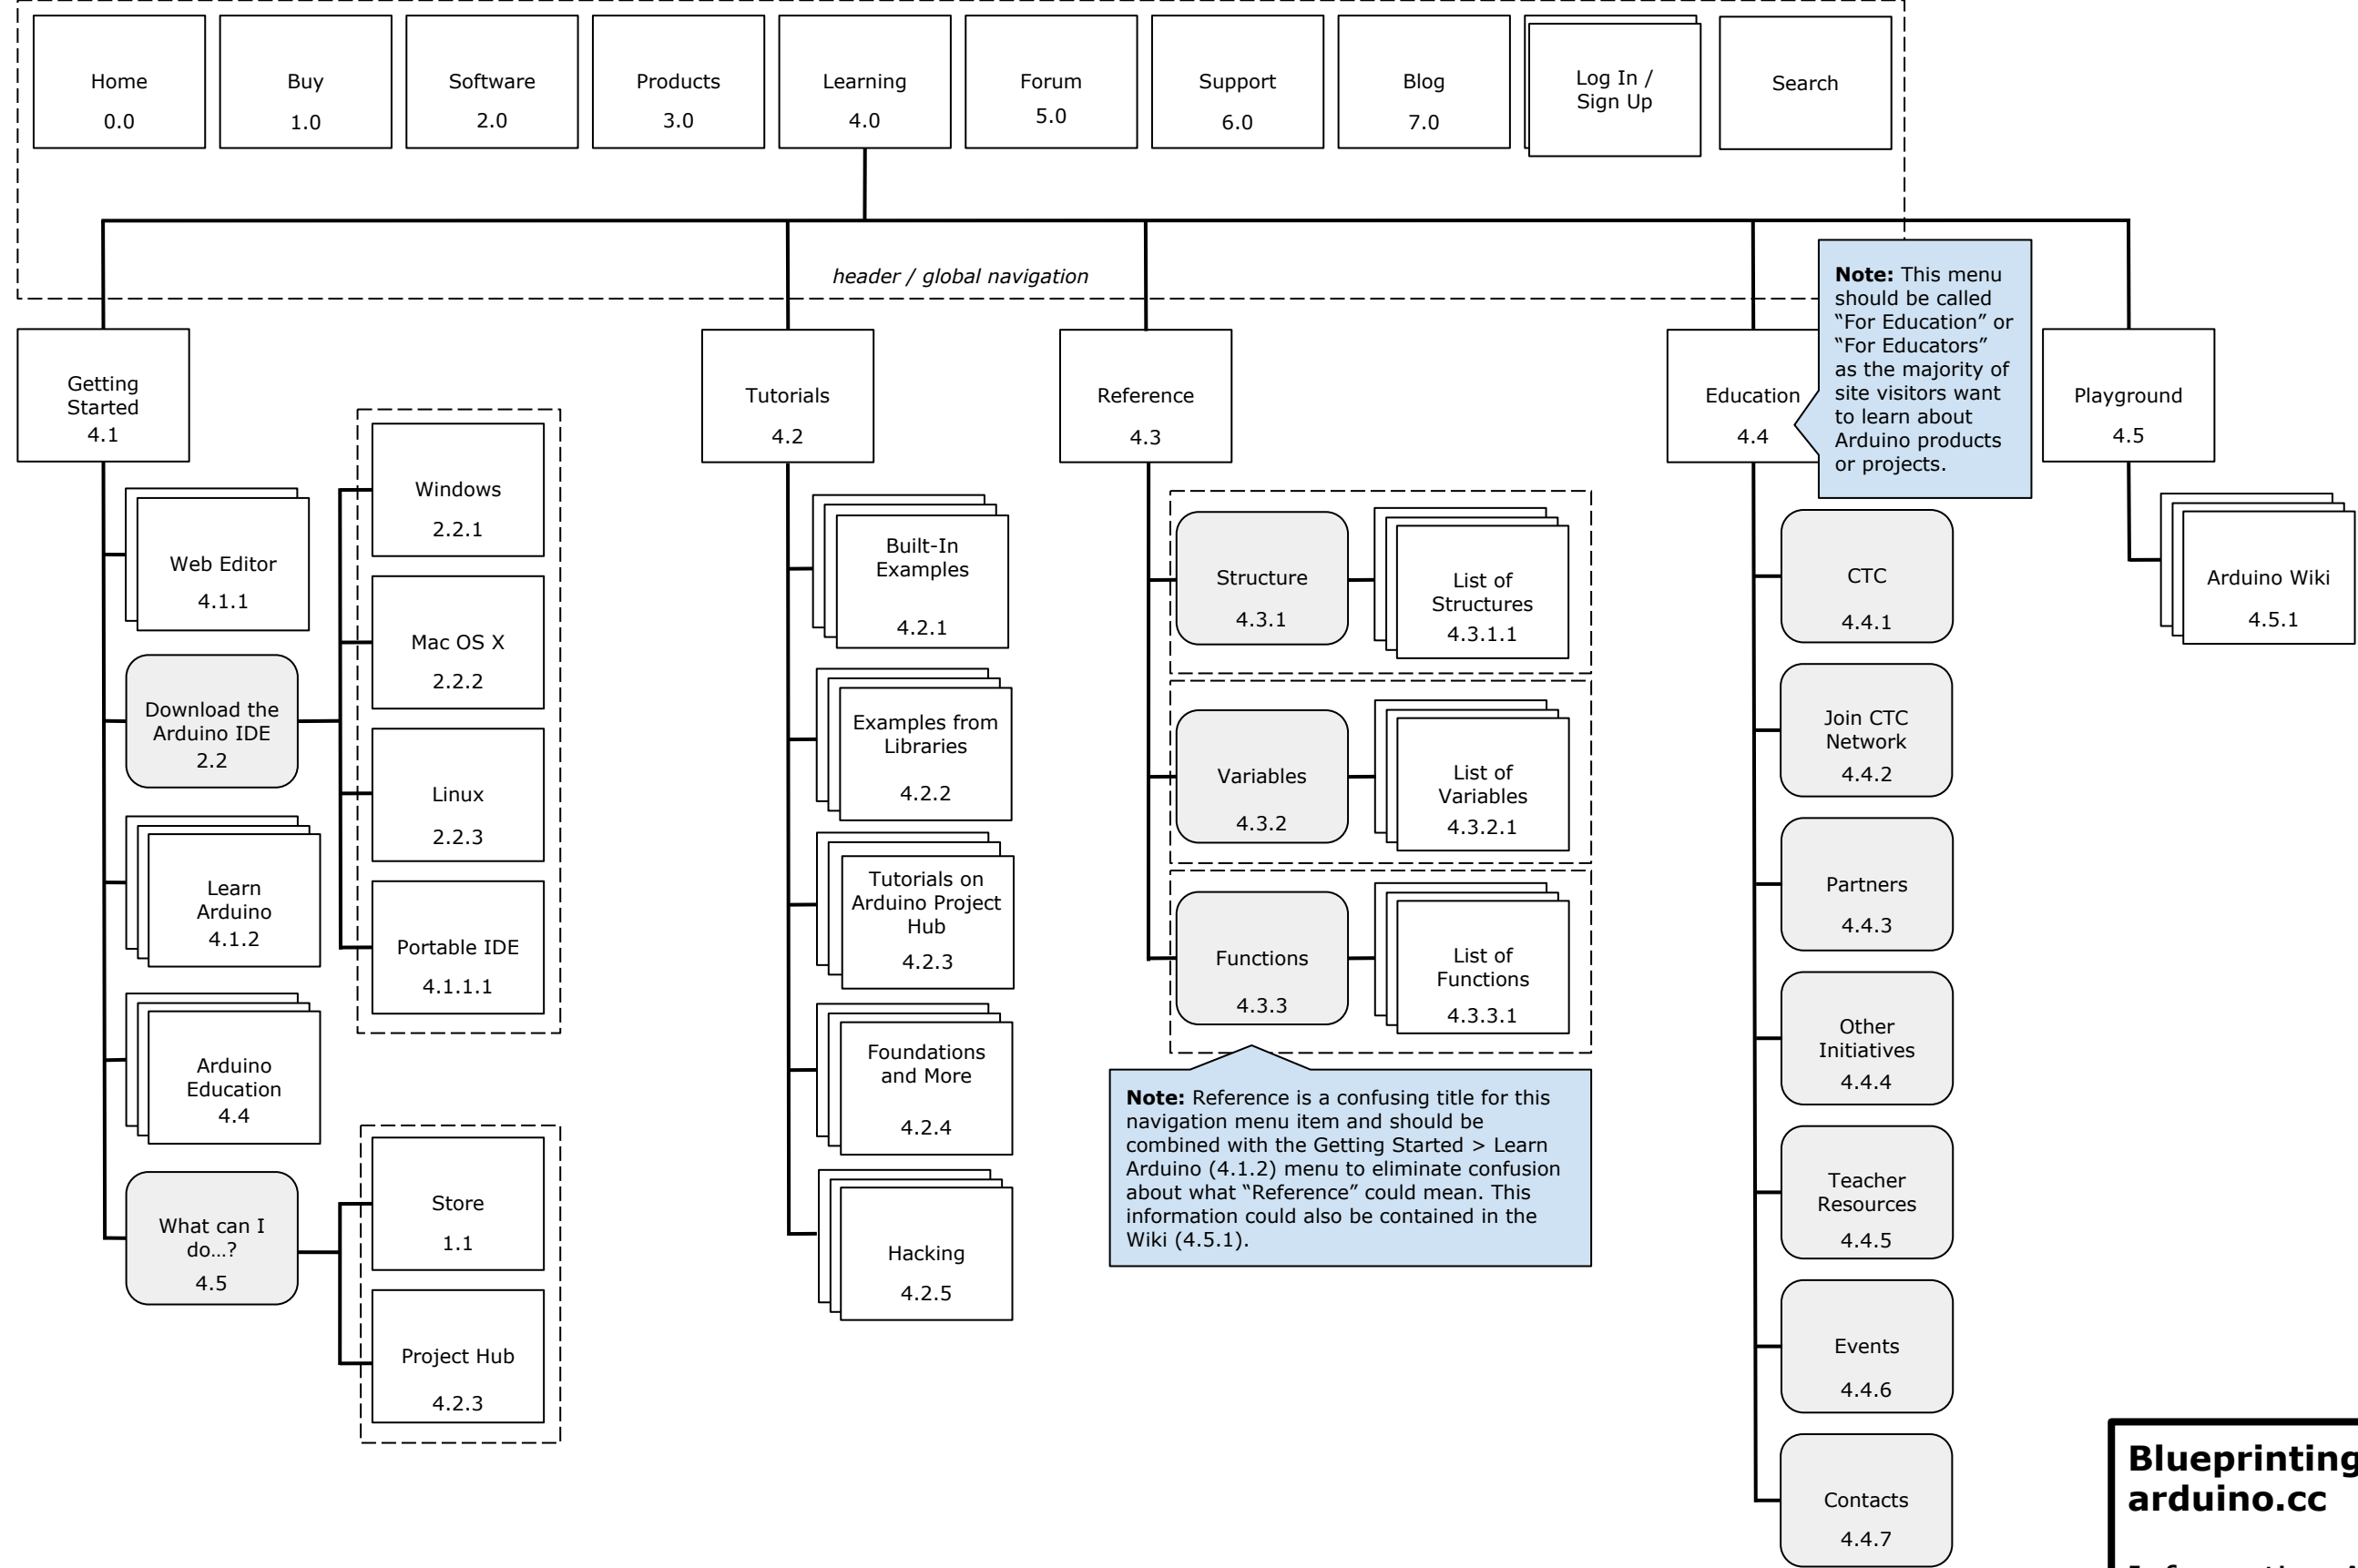 Home
0.0
Buy
1.0
Software
2.0
Products
3.0
Learning
4.0
Forum
5.0
Support
6.0
Blog
7.0
Log In /
Sign Up
Search
header / global navigation
Getting
Started
4.1
Web Editor
4.1.1
Download the
Arduino IDE
2.2
Learn
Arduino
4.1.2
Arduino
Education
4.4
What can I
do…?
4.5
Windows
2.2.1
Mac OS X
2.2.2
Linux
2.2.3
Portable IDE
4.1.1.1
Store
1.1
Project Hub
4.2.3
Tutorials
4.2
Built-In
Examples
4.2.1
Examples from
Libraries
4.2.2
Tutorials on
Arduino Project
Hub
4.2.3
Foundations
and More
4.2.4
Hacking
4.2.5
Reference
4.3
Structure
4.3.1
List of
Structures
4.3.1.1
Variables
4.3.2
List of
Variables
4.3.2.1
Functions
4.3.3
List of
Functions
4.3.3.1
Note: Reference is a confusing title for this
navigation menu item and should be
combined with the Getting Started > Learn
Arduino (4.1.2) menu to eliminate confusion
about what “Reference” could mean. This
information could also be contained in the
Wiki (4.5.1).
Education
4.4
Note: This menu
should be called
“For Education” or
“For Educators”
as the majority of
site visitors want
to learn about
Arduino products
or projects.
CTC
4.4.1
Join CTC
Network
4.4.2
Partners
4.4.3
Other
Initiatives
4.4.4
Teacher
Resources
4.4.5
Events
4.4.6
Contacts
4.4.7
Playground
4.5
Arduino Wiki
4.5.1
Blueprinting
arduino.cc